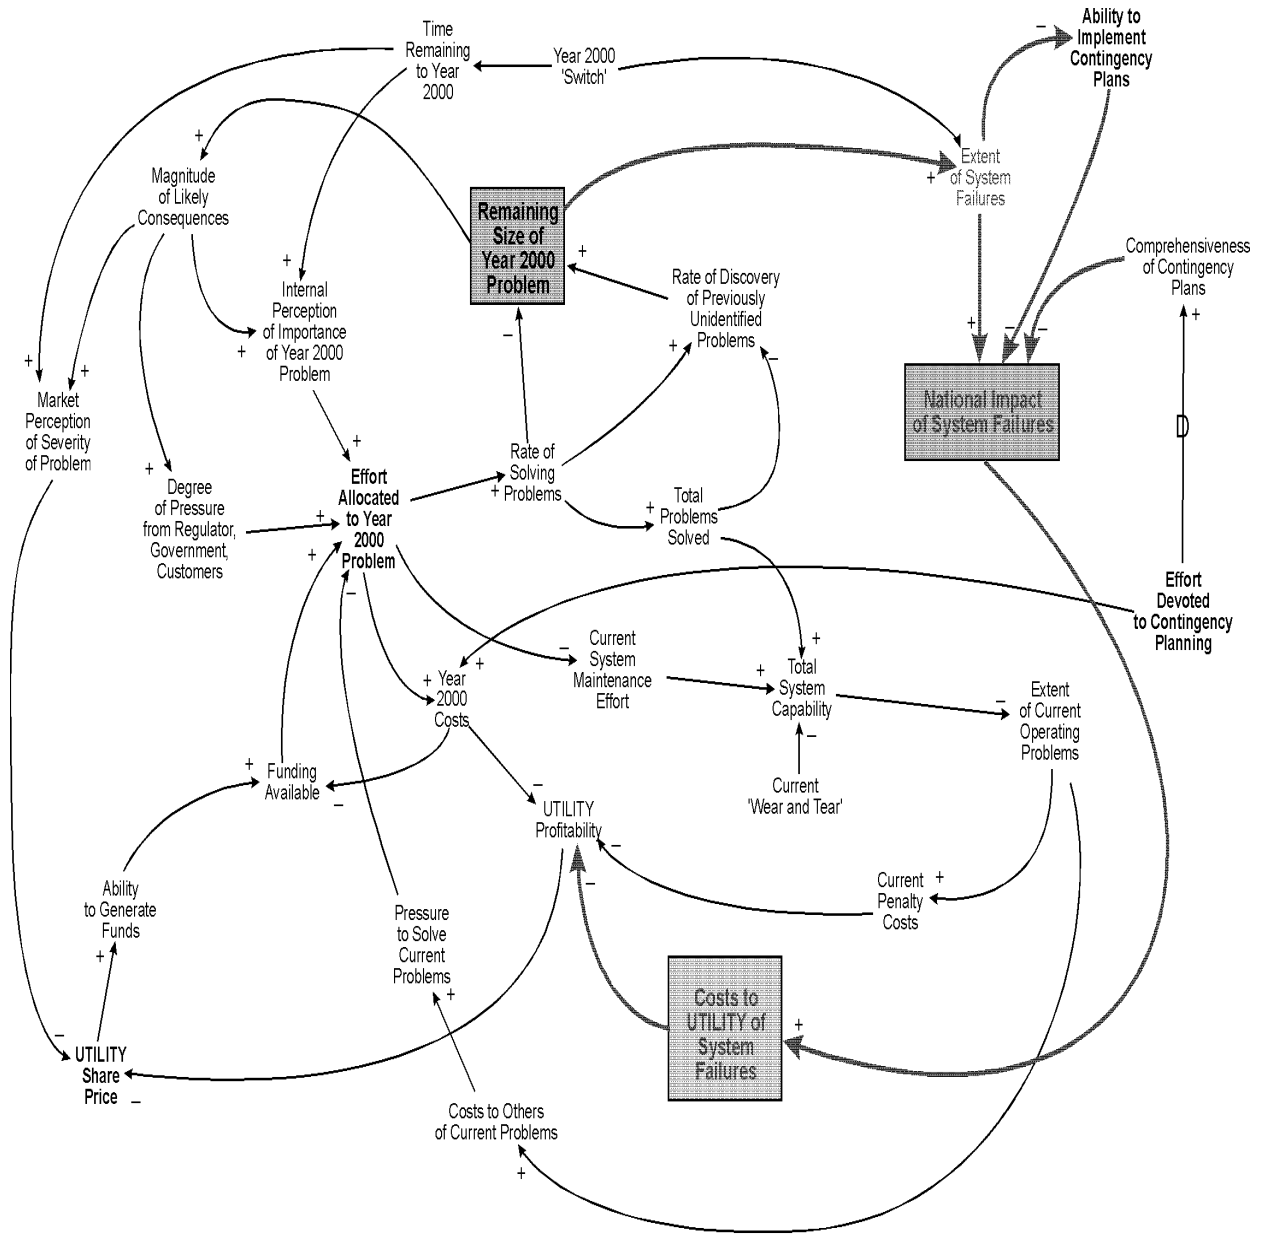 Time
Remaining
to Year
2000
Year 2000
'Switch'
–
Ability to
Implement
Contingency
Plans
+
Magnitude
of Likely
Consequences
Extent
of System
Failures
+
Remaining
Size of
Year 2000
Problem
+
Comprehensiveness
of Contingency
Plans
+
Internal
Perception
of Importance
of Year 2000
Problem
+
Rate of Discovery
of Previously
Unidentified
Problems
+
–
+
–
–
+
–
+
+
Market
Perception
of Severity
of Problem
National Impact
of System Failures
D
+
Effort
Allocated
to Year
2000
Problem
Rate of
Solving
Problems
+
+
Degree
of Pressure
from Regulator,
Government,
Customers
+
+
–
Total
Problems
Solved
+
Effort
Devoted
to Contingency
Planning
Current
System
Maintenance
Effort
–
+
Total
System
Capability
+
–
Year
2000
Costs
+
+
Extent
of Current
Operating
Problems
–
Current
'Wear and Tear'
Funding
Available
+
–
UTILITY
Profitability
–
–
–
Current
Penalty
Costs
+
Ability
to Generate
Funds
+
Pressure
to Solve
Current
Problems
+
Costs to
UTILITY of
System
Failures
+
–
UTILITY
Share
Price
–
Costs to Others
of Current Problems
+